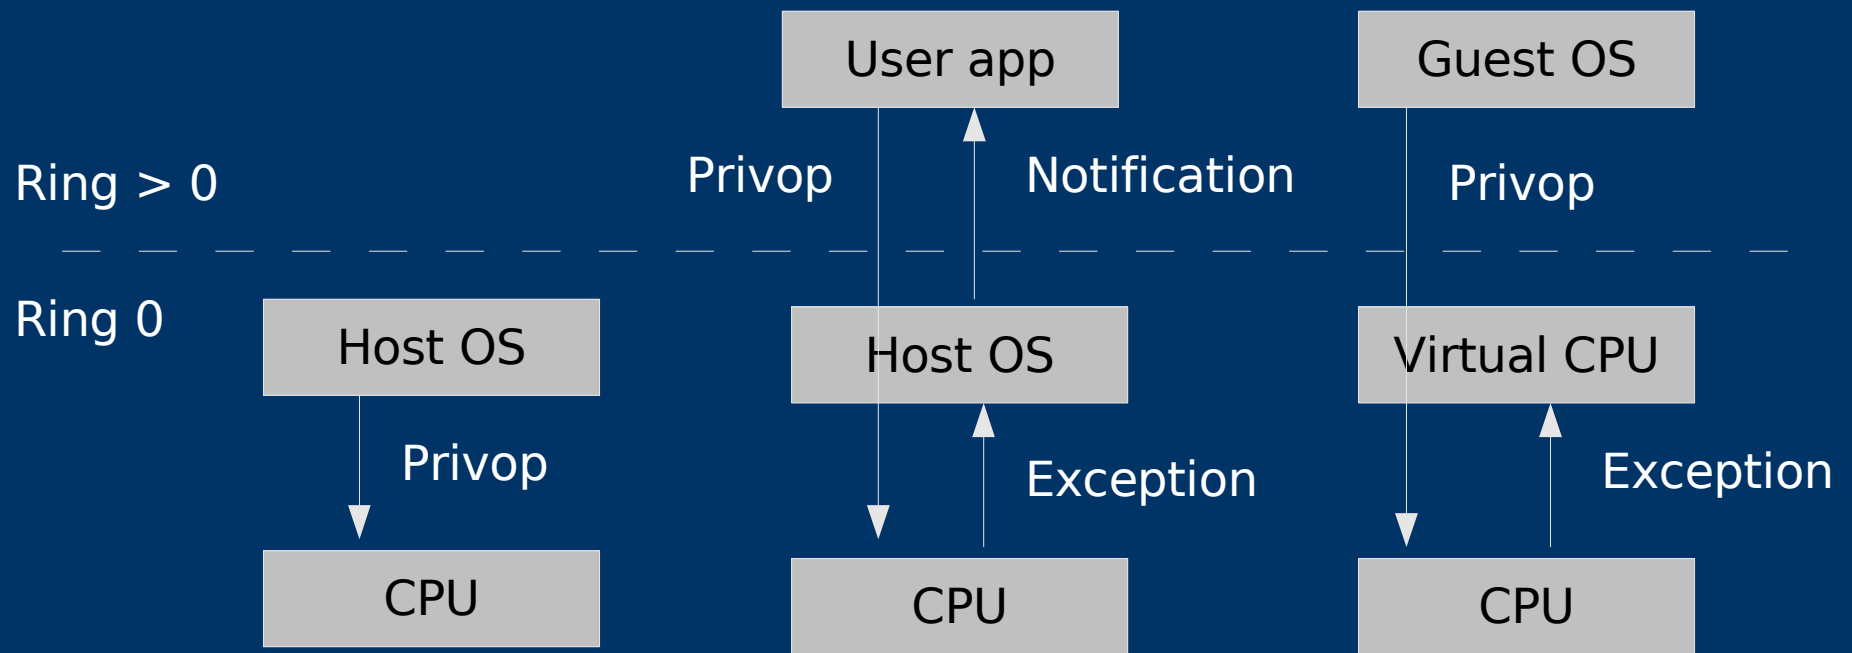 User app
Guest OS
Privop
Notification
Privop
Ring > 0
Ring 0
Host OS
Host OS
Virtual CPU
Privop
Exception
Exception
CPU
CPU
CPU